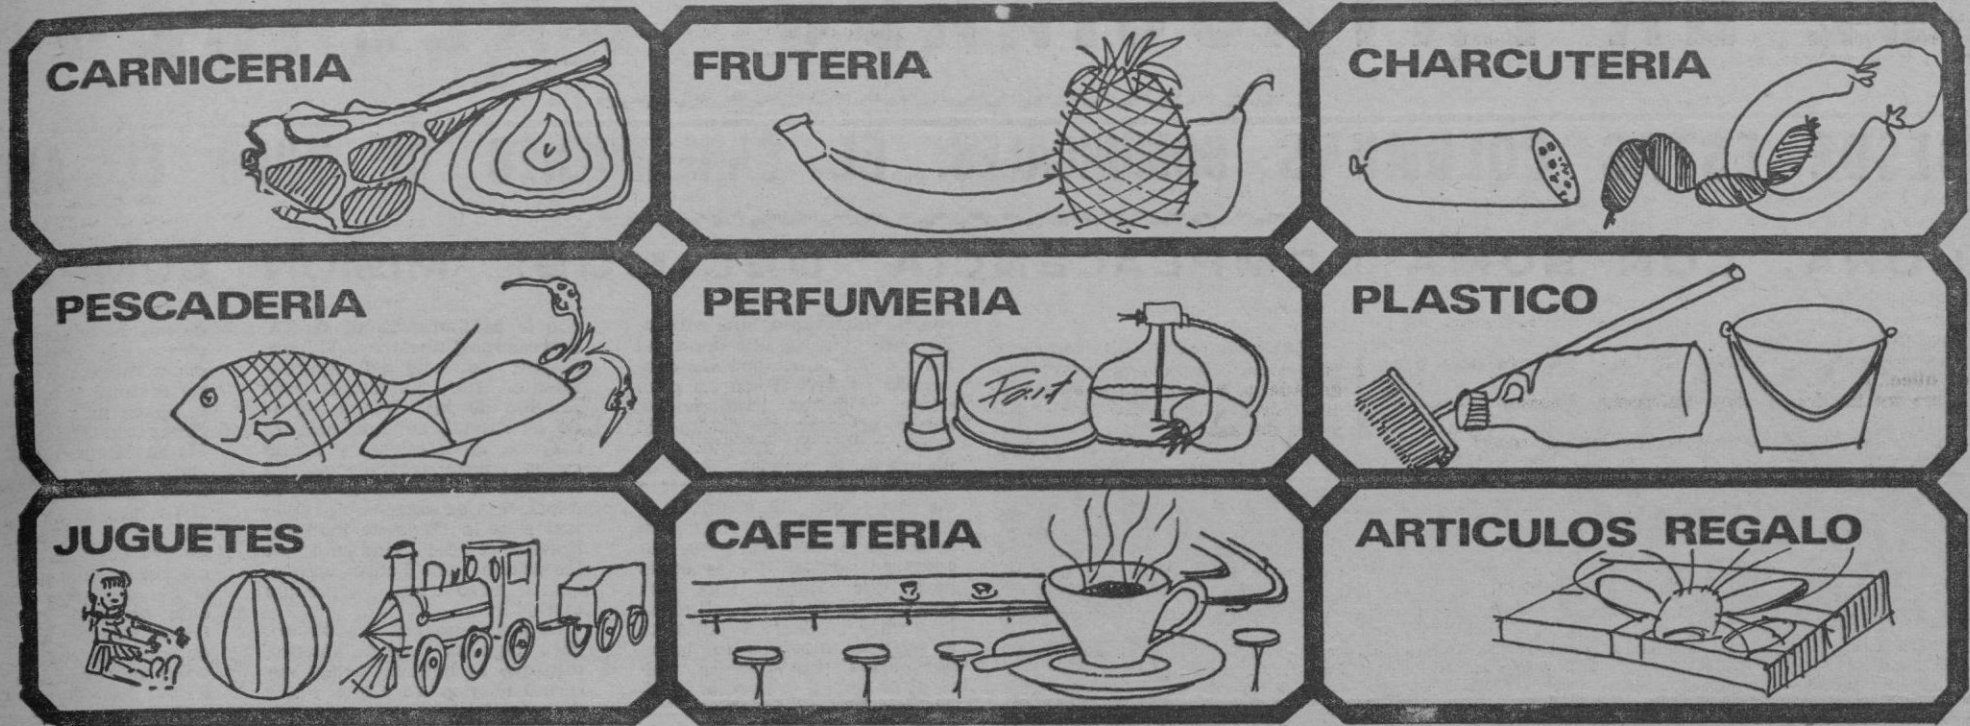 CARNICERIA
FRUTERIA
CHARCUTERIA
PESCADERIA
PERFUMERIA
PLASTICO
JUGUETES
CAFETERIA
ARTICULOS REGALO